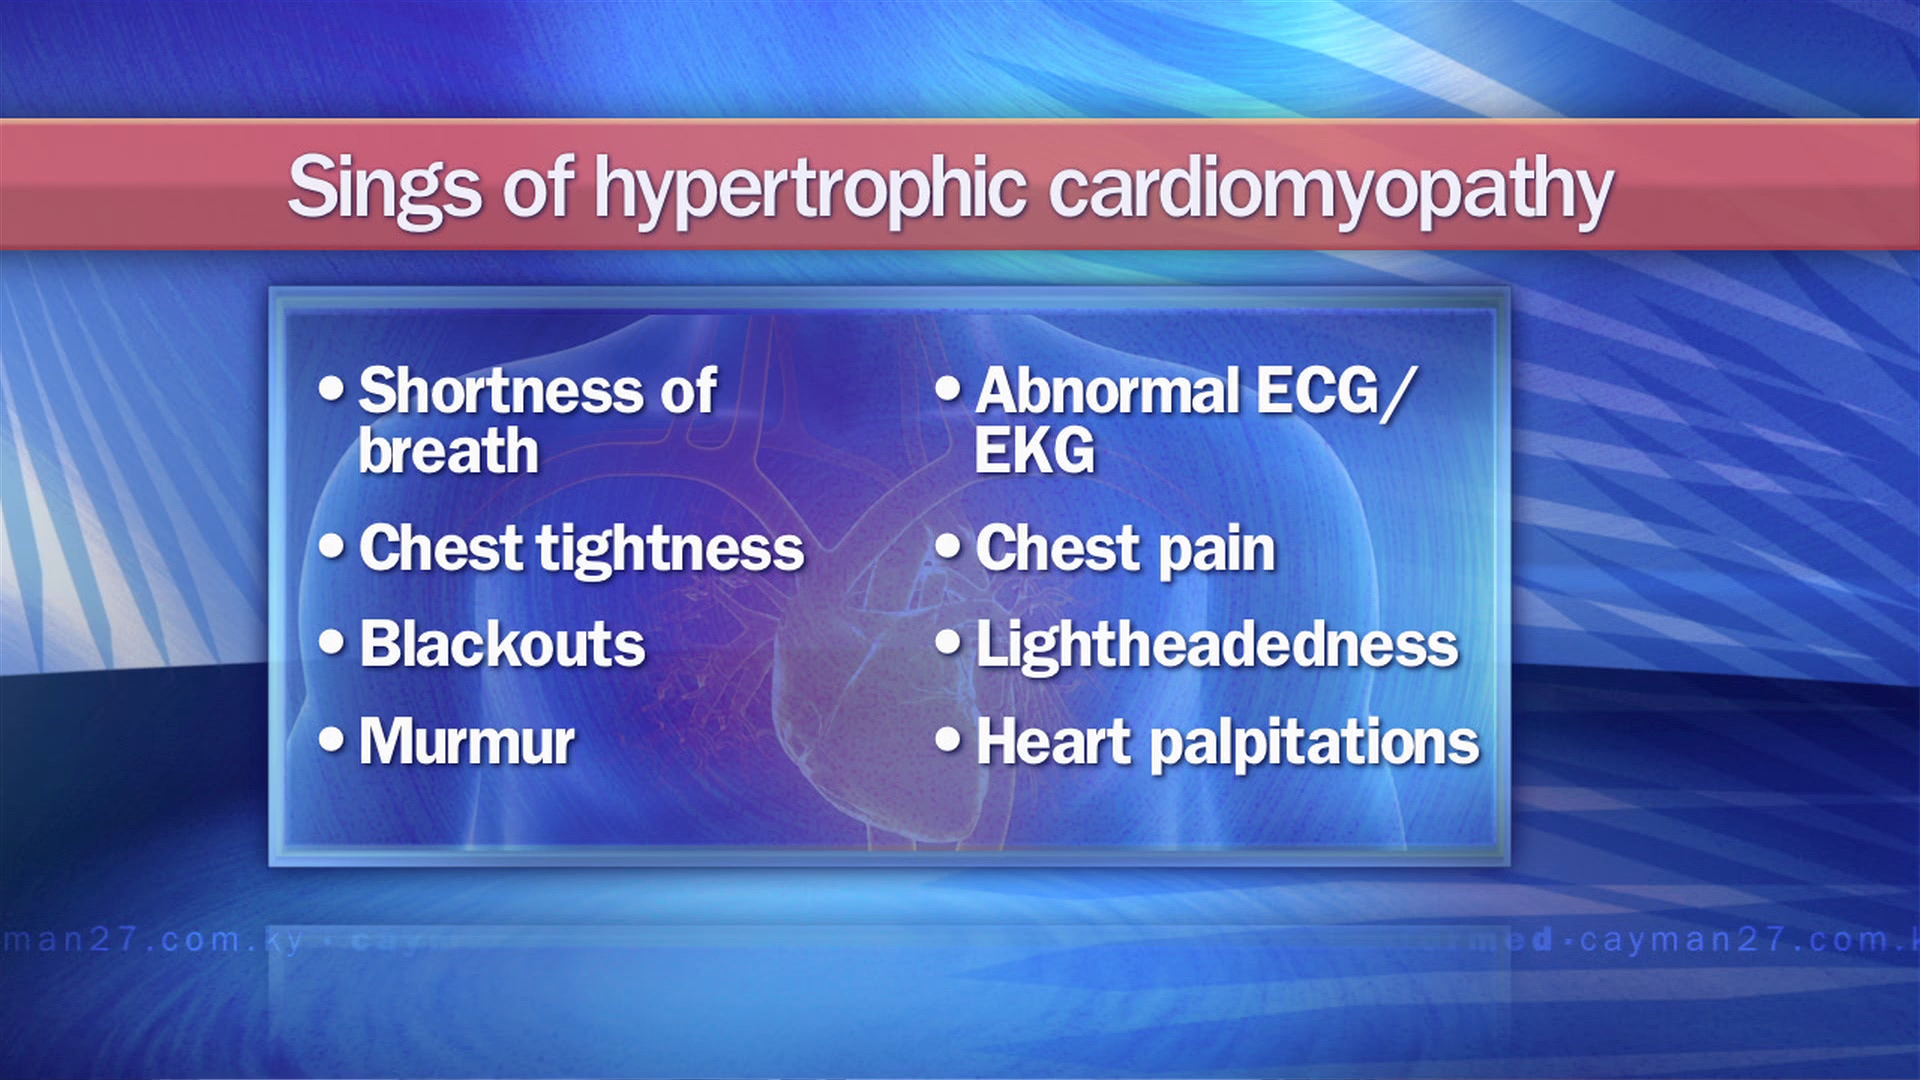 Sings of hypertrophic cardiomyopathy
• Shortness of
breath
• Chest tightness
• Blackouts
• Murmur
• Abnormal ECG/
EKG
• Chest pain
• Lightheadedness
• Heart palpitations
man27.com.ky
cayman27.com.k